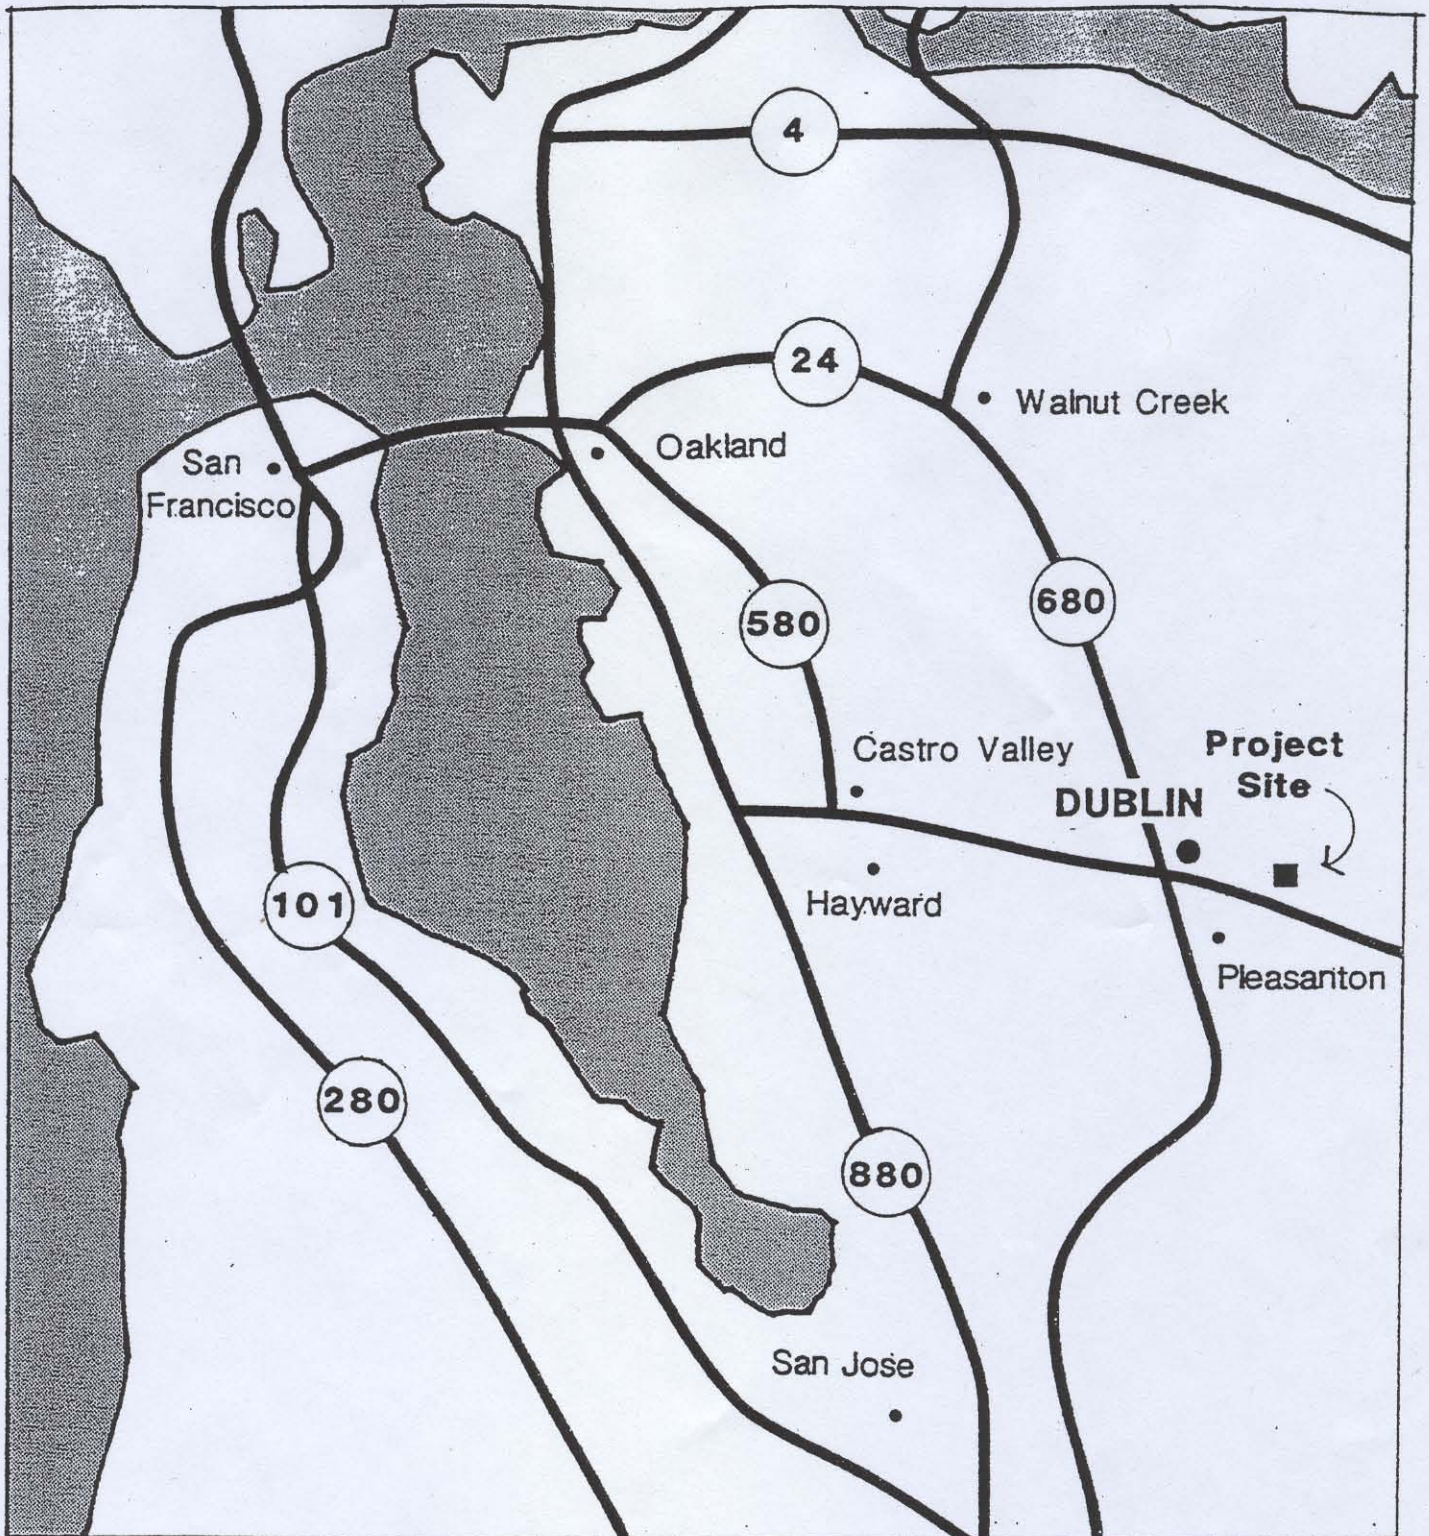 4
24
Walnut Creek
Oakland
San
Francisco
680
580
Project
Site
Castro Valley
DUBLIN
101
Hayward
Pleasanton
280
880
San Jose